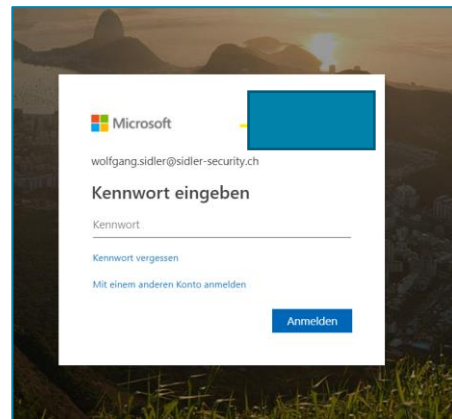 Microsoft
wolfgang.sidler@sidler-security.ch
Kennwort eingeben
Kennwort
Kennwort vergessen
Mit einem anderen Konto anmelden
Anmelden